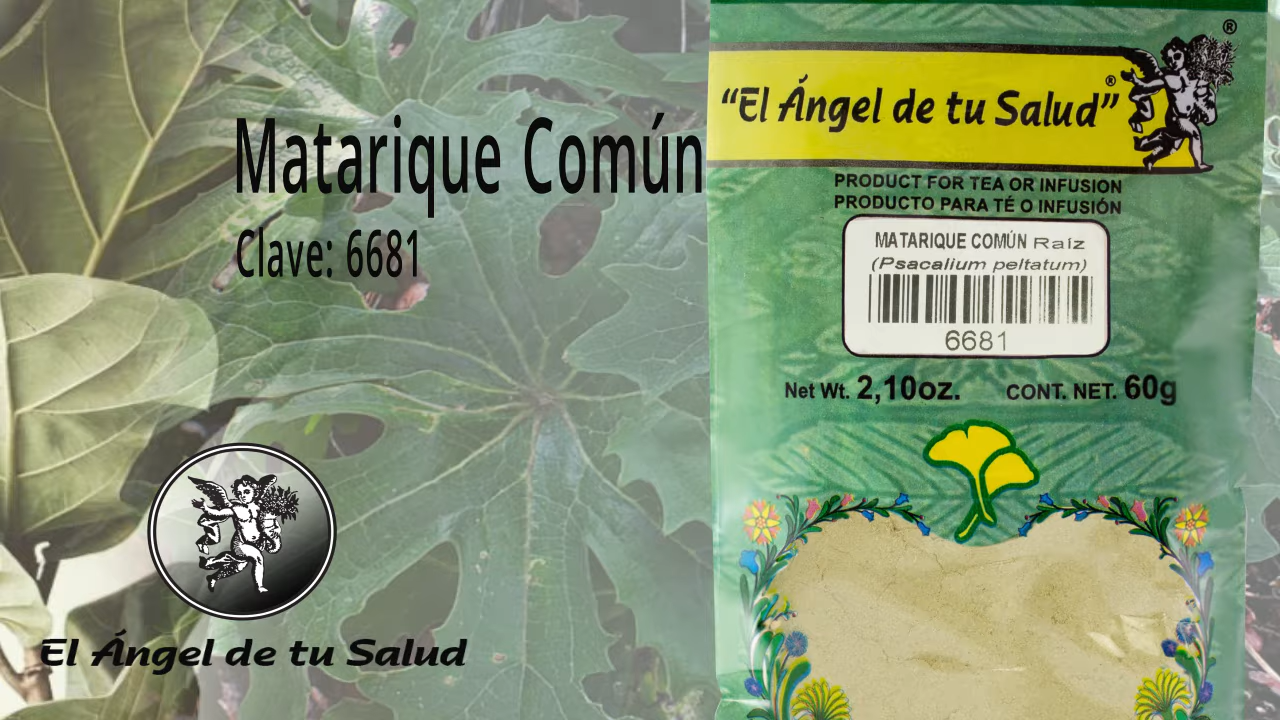 Matarique Común
Clave: 6681
El Ángel de tu Salud
®
“El Ángel de tu Salud”®
PRODUCT FOR TEA OR INFUSION
PRODUCTO PARA TÉ O INFUSIÓN
MATARIQUE COMÚN Raíz
(Psacalium peltatum)
6681
Net Wt. 2,10oz. CONT. NET. 60g